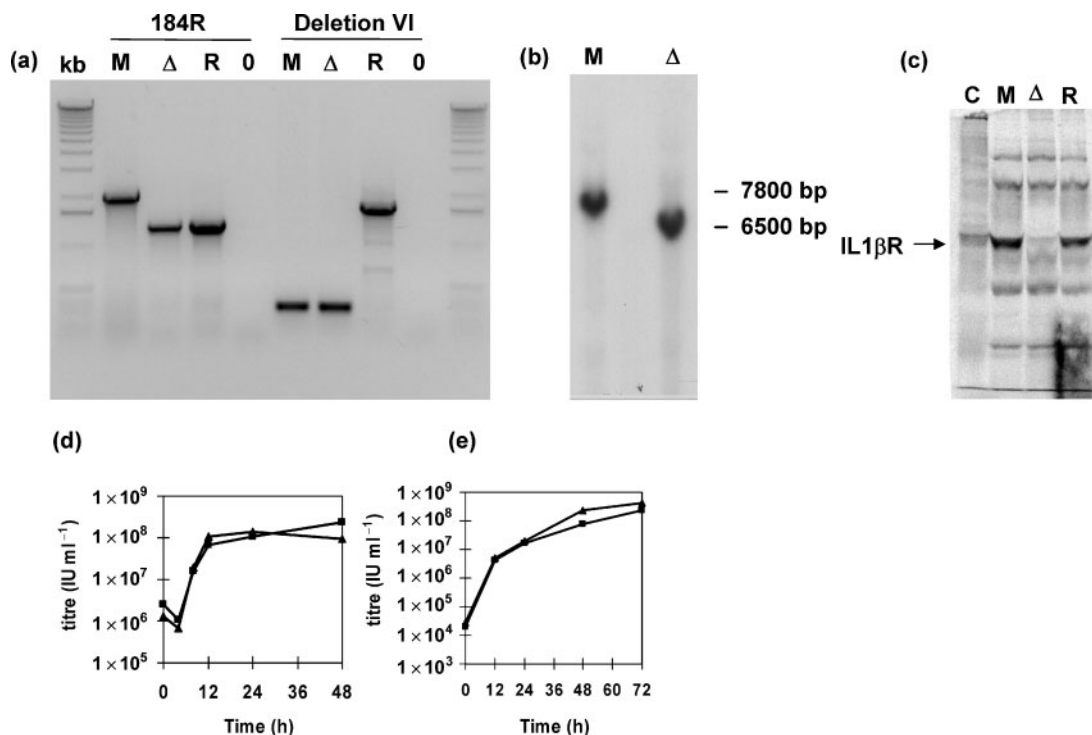 184R
Deletion VI
(a)
kb
M
Δ
R
0
M
Δ
R
0
(b)
M
Δ
– 7800 bp
– 6500 bp
(c)
C
M
Δ
R
IL1βR
(d)
titre (IU ml⁻¹)
1 × 10⁹
1 × 10⁸
1 × 10⁷
1 × 10⁶
1 × 10⁵
0
12
24
36
48
Time (h)
(e)
titre (IU ml⁻¹)
1 × 10⁹
1 × 10⁸
1 × 10⁷
1 × 10⁶
1 × 10⁵
1 × 10⁴
1 × 10³
0
12
24
36
48
60
72
Time (h)